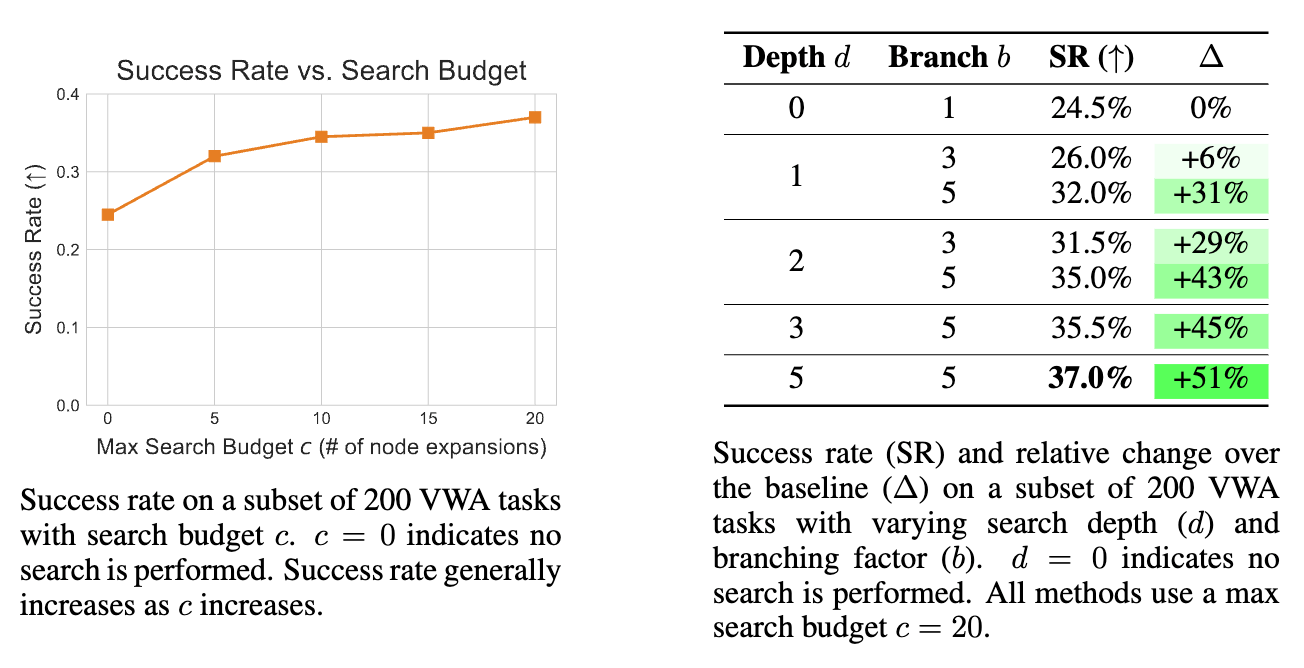 Success Rate vs. Search Budget
Success Rate (↑)
0.4
0.3
0.2
0.1
0.0
0 5 10 15 20
Max Search Budget c (# of node expansions)
Success rate on a subset of 200 VWA tasks
with search budget c. c = 0 indicates no
search is performed. Success rate generally
increases as c increases.
Depth d Branch b SR (↑) Δ
0 1 24.5% 0%
1 3 26.0% +6%
5 32.0% +31%
2 3 31.5% +29%
5 35.0% +43%
3 5 35.5% +45%
5 5 37.0% +51%
Success rate (SR) and relative change over
the baseline (Δ) on a subset of 200 VWA
tasks with varying search depth (d) and
branching factor (b). d = 0 indicates no
search is performed. All methods use a max
search budget c = 20.